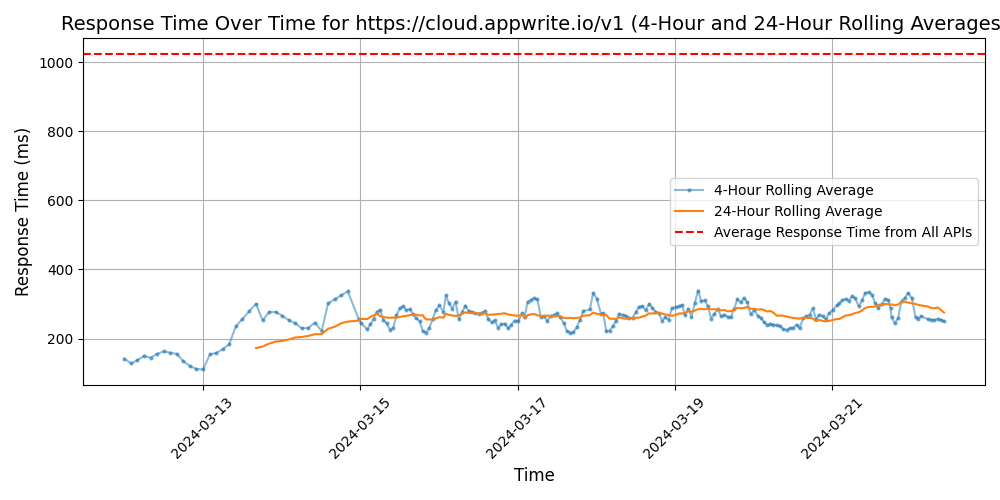 Response Time Over Time for https://cloud.appwrite.io/v1 (4-Hour and 24-Hour Rolling Averages
Response Time (ms)
1000
800
600
400
200
4-Hour Rolling Average
24-Hour Rolling Average
Average Response Time from All APIs
2024-03-13
2024-03-15
2024-03-17
2024-03-19
2024-03-21
Time